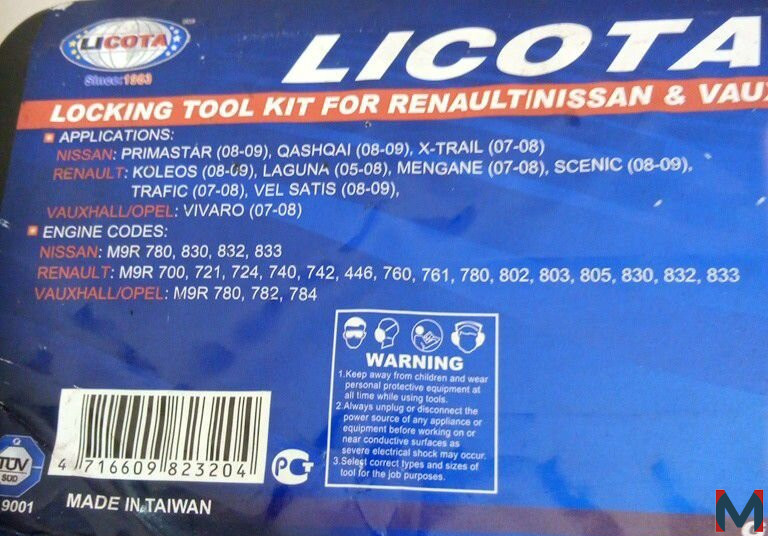 LICOTA
Since:1983
LICOTA
LOCKING TOOL KIT FOR RENAULT/NISSAN & VAUX
APPLICATIONS:
NISSAN: PRIMASTAR (08-09), QASHQAI (08-09), X-TRAIL (07-08)
RENAULT: KOLEOS (08-09), LAGUNA (05-08), MENGANE (07-08), SCENIC (08-09),
TRAFIC (07-08), VEL SATIS (08-09),
VAUXHALL/OPEL: VIVARO (07-08)
ENGINE CODES:
NISSAN: M9R 780, 830, 832, 833
RENAULT: M9R 700, 721, 724, 740, 742, 446, 760, 761, 780, 802, 803, 805, 830, 832, 833
VAUXHALL/OPEL: M9R 780, 782, 784
WARNING
1.Keep away from children and wear
personal protective equipment at
all time while using tools.
2.Always unplug or disconnect the
power source of any appliance or
equipment before working on or
near conductive surfaces as
severe electrical shock may occur.
3.Select correct types and sizes of
tool for the job purposes.
4 716609 823204
PCT
TÜV
SÜD
9001
MADE IN TAIWAN
M